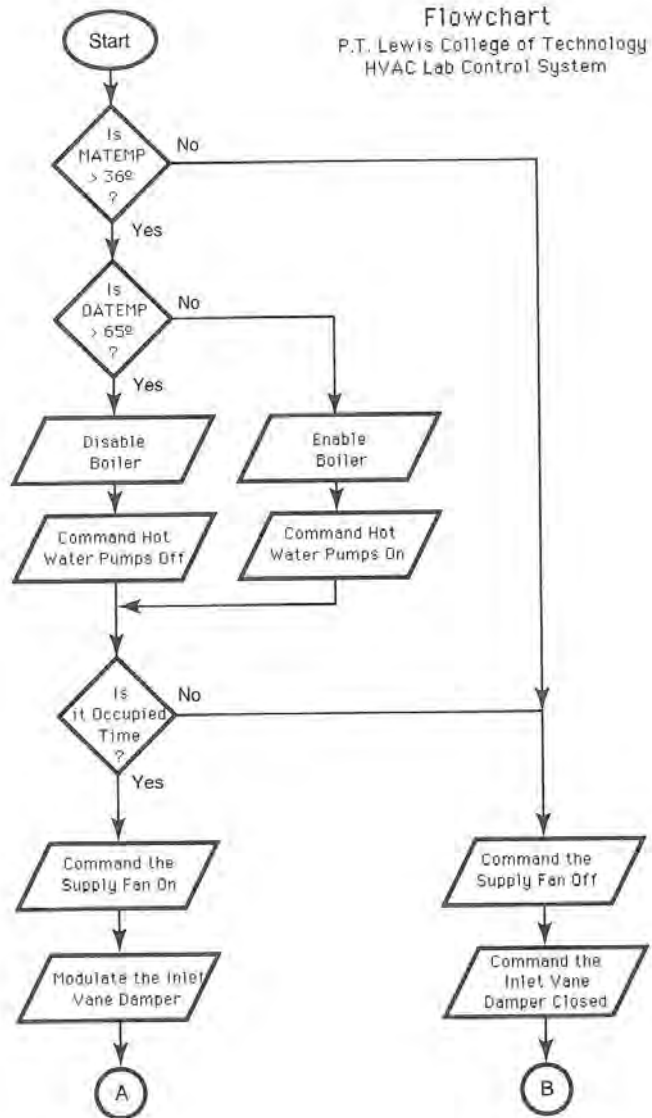 Flowchart
P.T. Lewis College of Technology
HVAC Lab Control System
Start
Is
MATEMP
> 36º
?
No
Yes
Is
OATEMP
> 65º
?
No
Yes
Disable
Boiler
Enable
Boiler
Command Hot
Water Pumps Off
Command Hot
Water Pumps On
Is
it Occupied
Time
?
No
Yes
Command the
Supply Fan On
Command the
Supply Fan Off
Modulate the Inlet
Vane Damper
Command the
Inlet Vane
Damper Closed
A
B